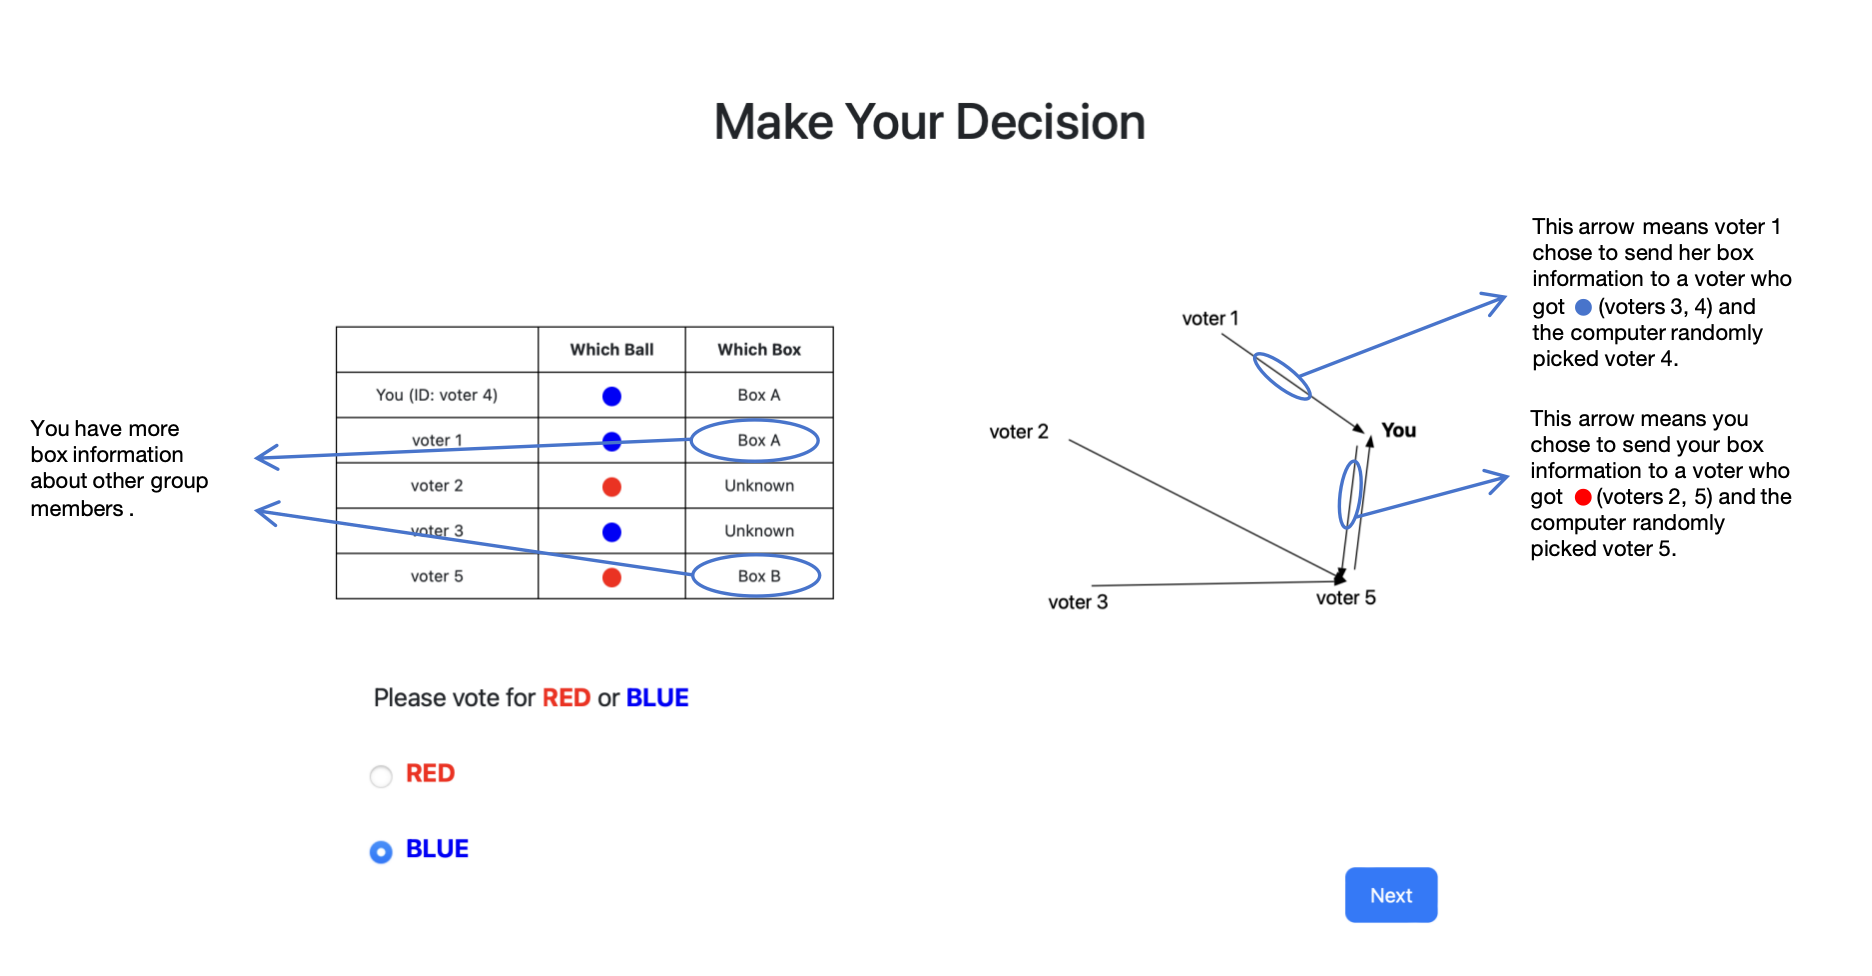 Make Your Decision
Which Ball Which Box
You (ID: voter 4) Box A
voter 1 Box A
voter 2 Unknown
voter 3 Unknown
voter 5 Box B
You have more
box information
about other group
members .
voter 1
voter 2
You
voter 3
voter 5
This arrow means voter 1
chose to send her box
information to a voter who
got (voters 3, 4) and
the computer randomly
picked voter 4.
This arrow means you
chose to send your box
information to a voter who
got (voters 2, 5) and the
computer randomly
picked voter 5.
Please vote for RED or BLUE
RED
BLUE
Next